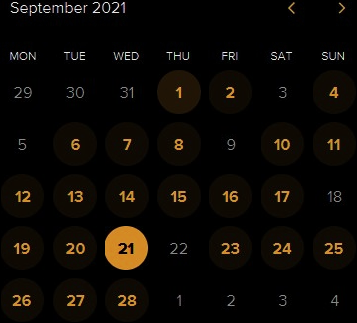 September 2021
MON TUE WED THU FRI SAT SUN
29 30 31 1 2 3 4
5 6 7 8 9 10 11
12 13 14 15 16 17 18
19 20 21 22 23 24 25
26 27 28 1 2 3 4